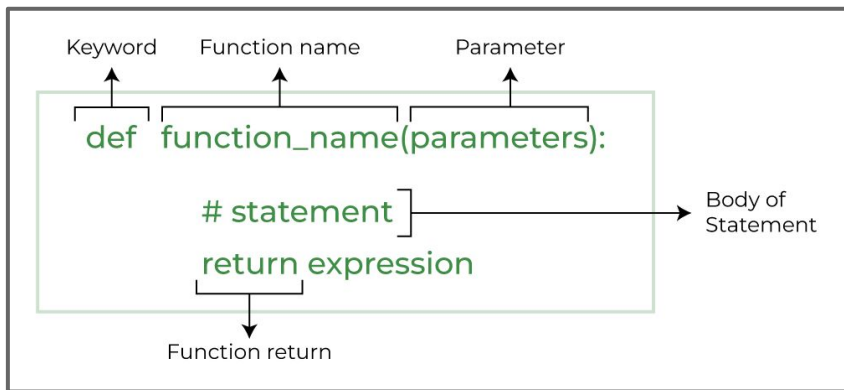 Keyword Function name Parameter
def function_name(parameters):
# statement
Body of
Statement
return expression
Function return